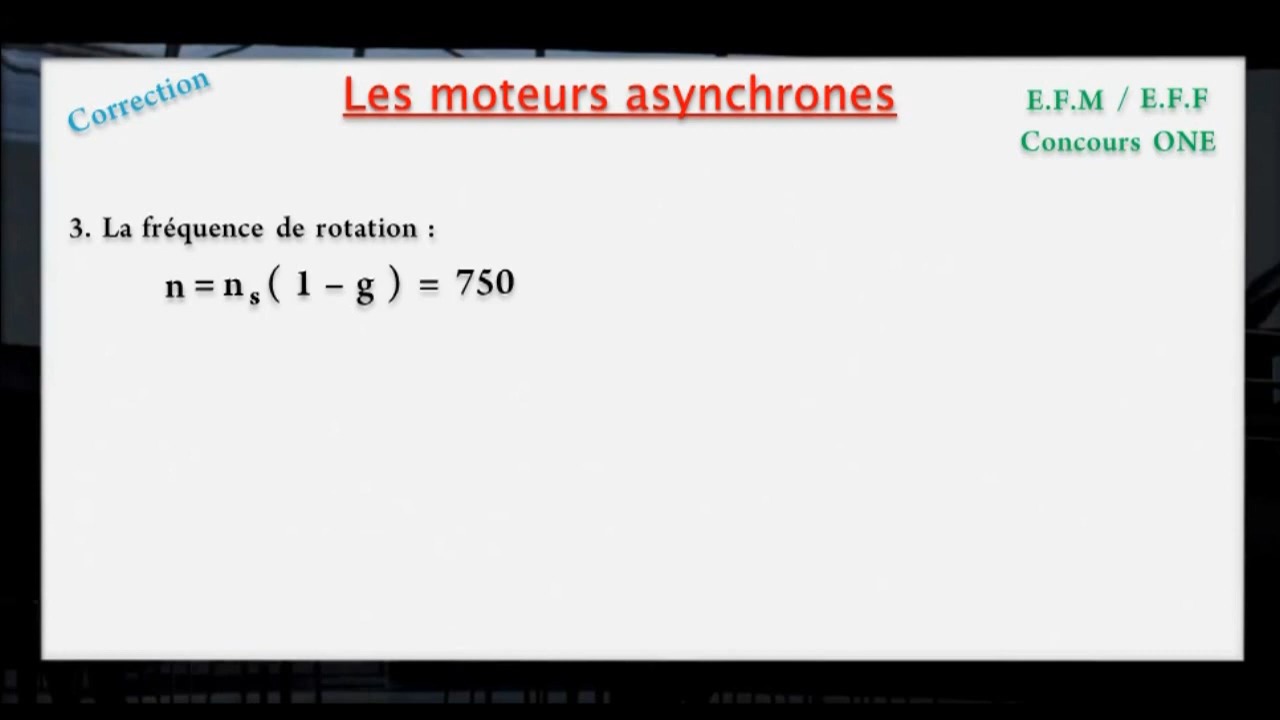 Correction
Les moteurs asynchrones
E.F.M / E.F.F
Concours ONE
3. La fréquence de rotation :
n = nₛ ( 1 – g ) = 750